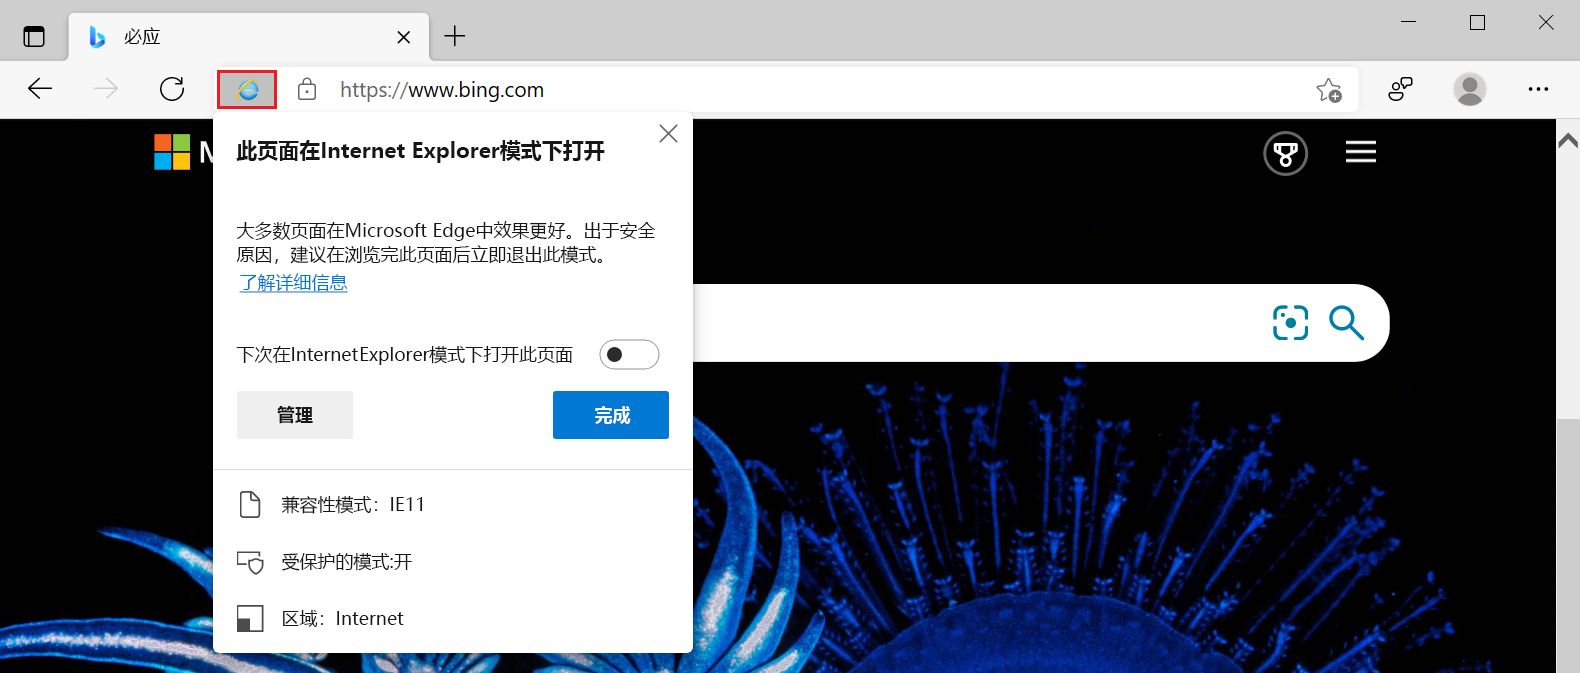 必应
https://www.bing.com
M
此页面在Internet Explorer模式下打开
大多数页面在Microsoft Edge中效果更好。出于安全
原因，建议在浏览完此页面后立即退出此模式。
了解详细信息
下次在InternetExplorer模式下打开此页面
管理
完成
兼容性模式：IE11
受保护的模式:开
区域：Internet